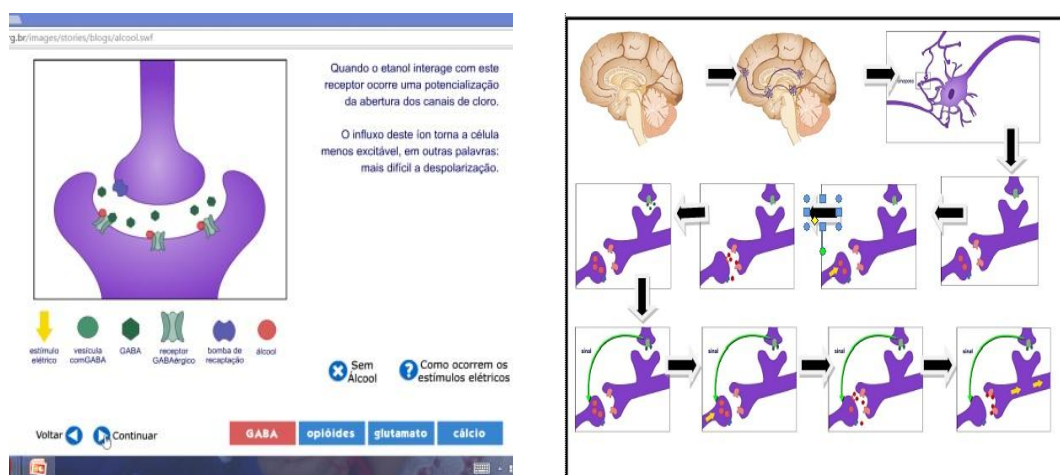 rg.br/images/stories/blogs/alcool.swf
Quando o etanol interage com este
receptor ocorre uma potencialização
da abertura dos canais de cloro.
O influxo deste íon torna a célula
menos excitável, em outras palavras:
mais difícil a despolarização.
estímulo
elétrico
vesícula
comGABA
GABA
receptor
GABAérgico
bomba de
recaptação
álcool
Sem
Álcool
Como ocorrem os
estímulos elétricos
Voltar
Continuar
GABA
opióides
glutamato
cálcio
sinal
sinal
sinal
sinal